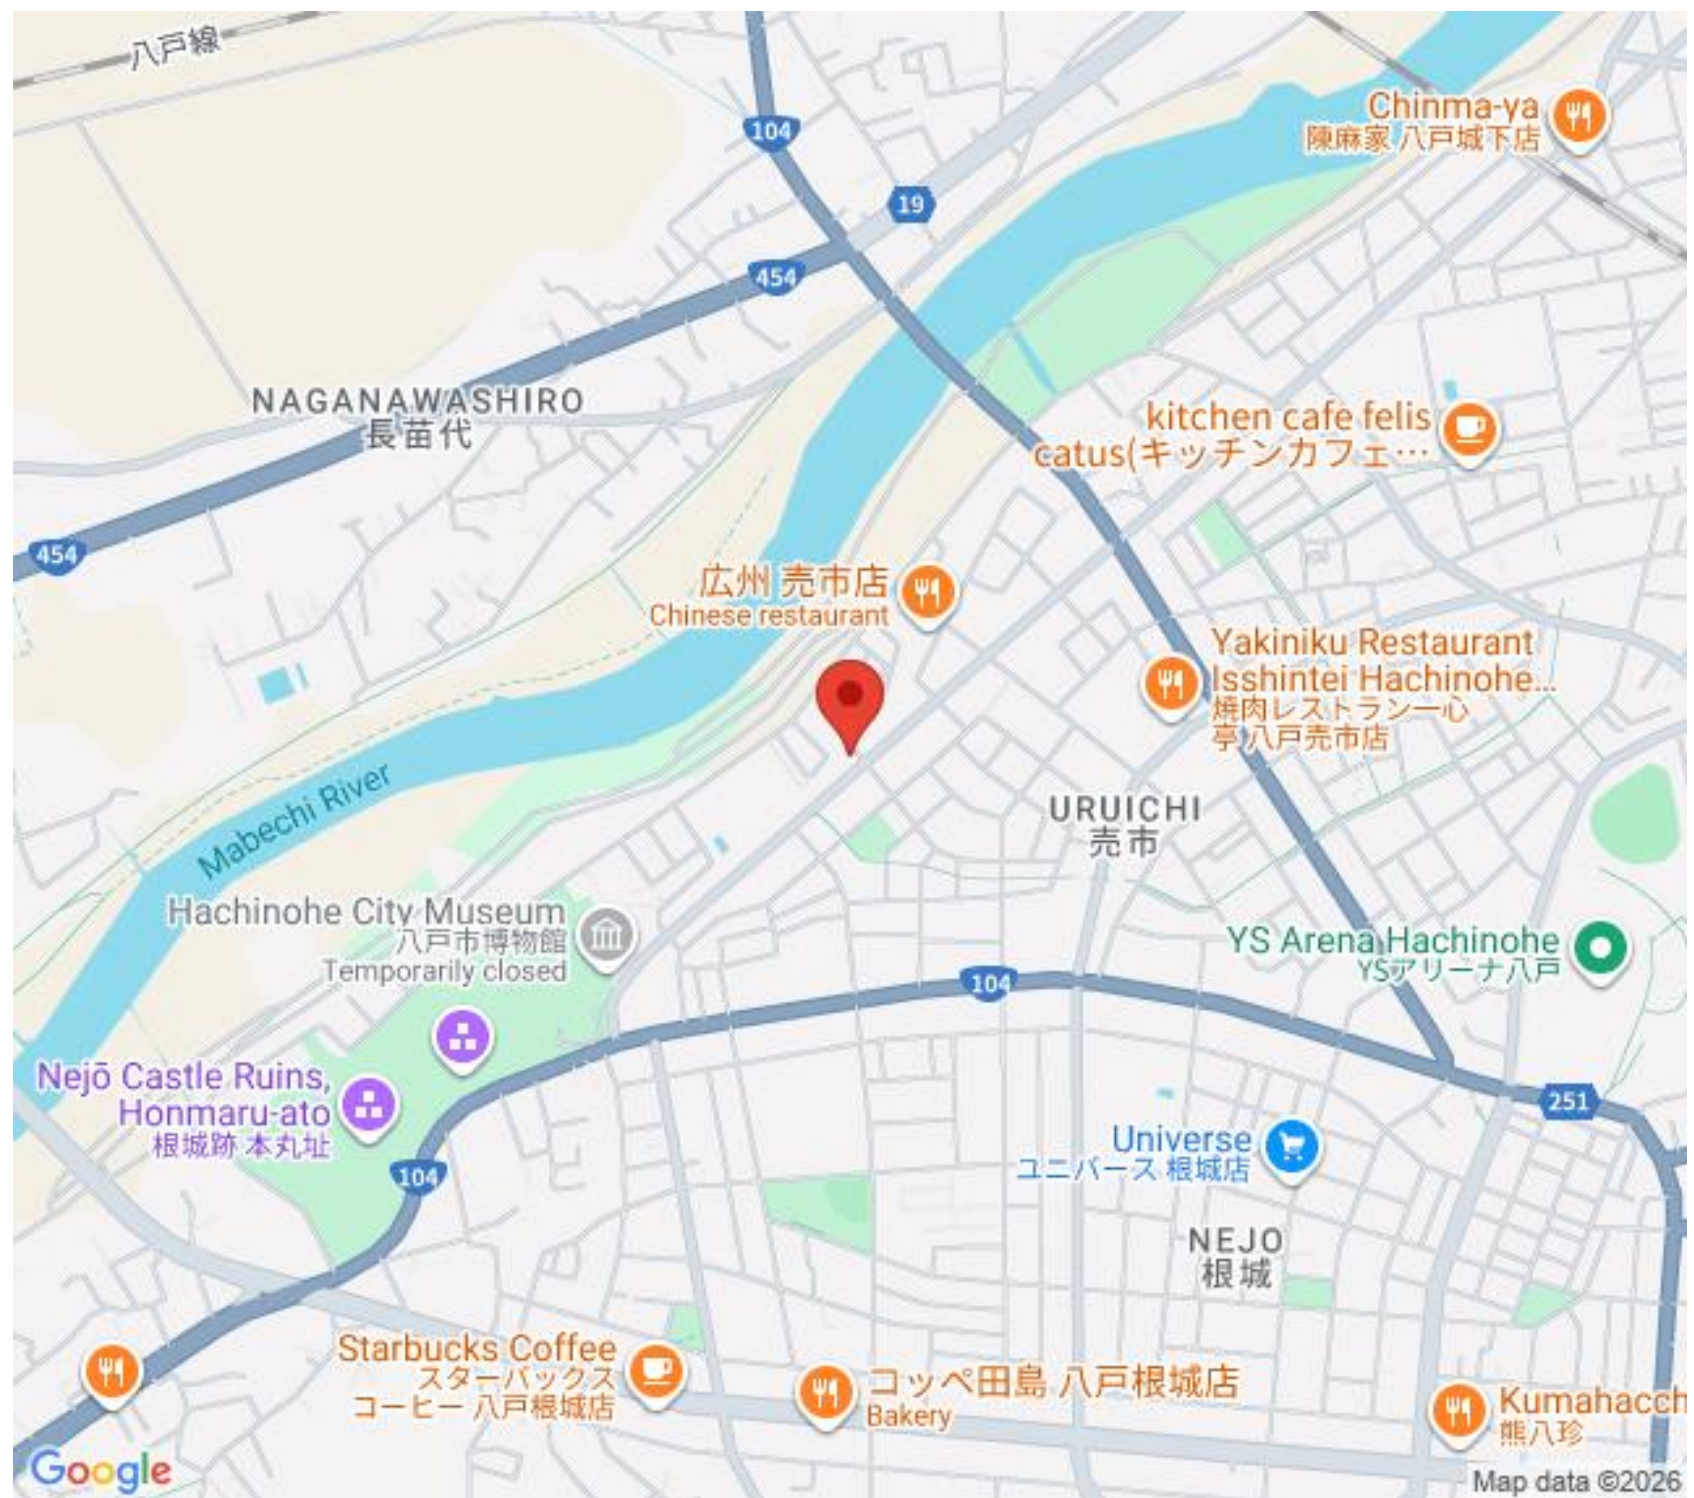 八戸線
104
Chinma-ya
陳麻家 八戸城下店
19
454
NAGANAWASHIRO
長苗代
kitchen cafe felis
catus(キッチンカフェ…
454
広州 売市店
Chinese restaurant
Yakiniku Restaurant
Isshintei Hachinohe...
焼肉レストラン一心
亭 八戸売市店
Mabechi River
URUICHI
売市
Hachinohe City Museum
八戸市博物館
Temporarily closed
YS Arena Hachinohe
YSアリーナ八戸
104
Nejō Castle Ruins,
Honmaru-ato
根城跡 本丸址
251
Universe
ユニバース 根城店
104
NEJO
根城
Starbucks Coffee
スターバックス
コーヒー 八戸根城店
コッペ田島 八戸根城店
Bakery
Kumahacch
熊八珍
Google
Map data ©2026